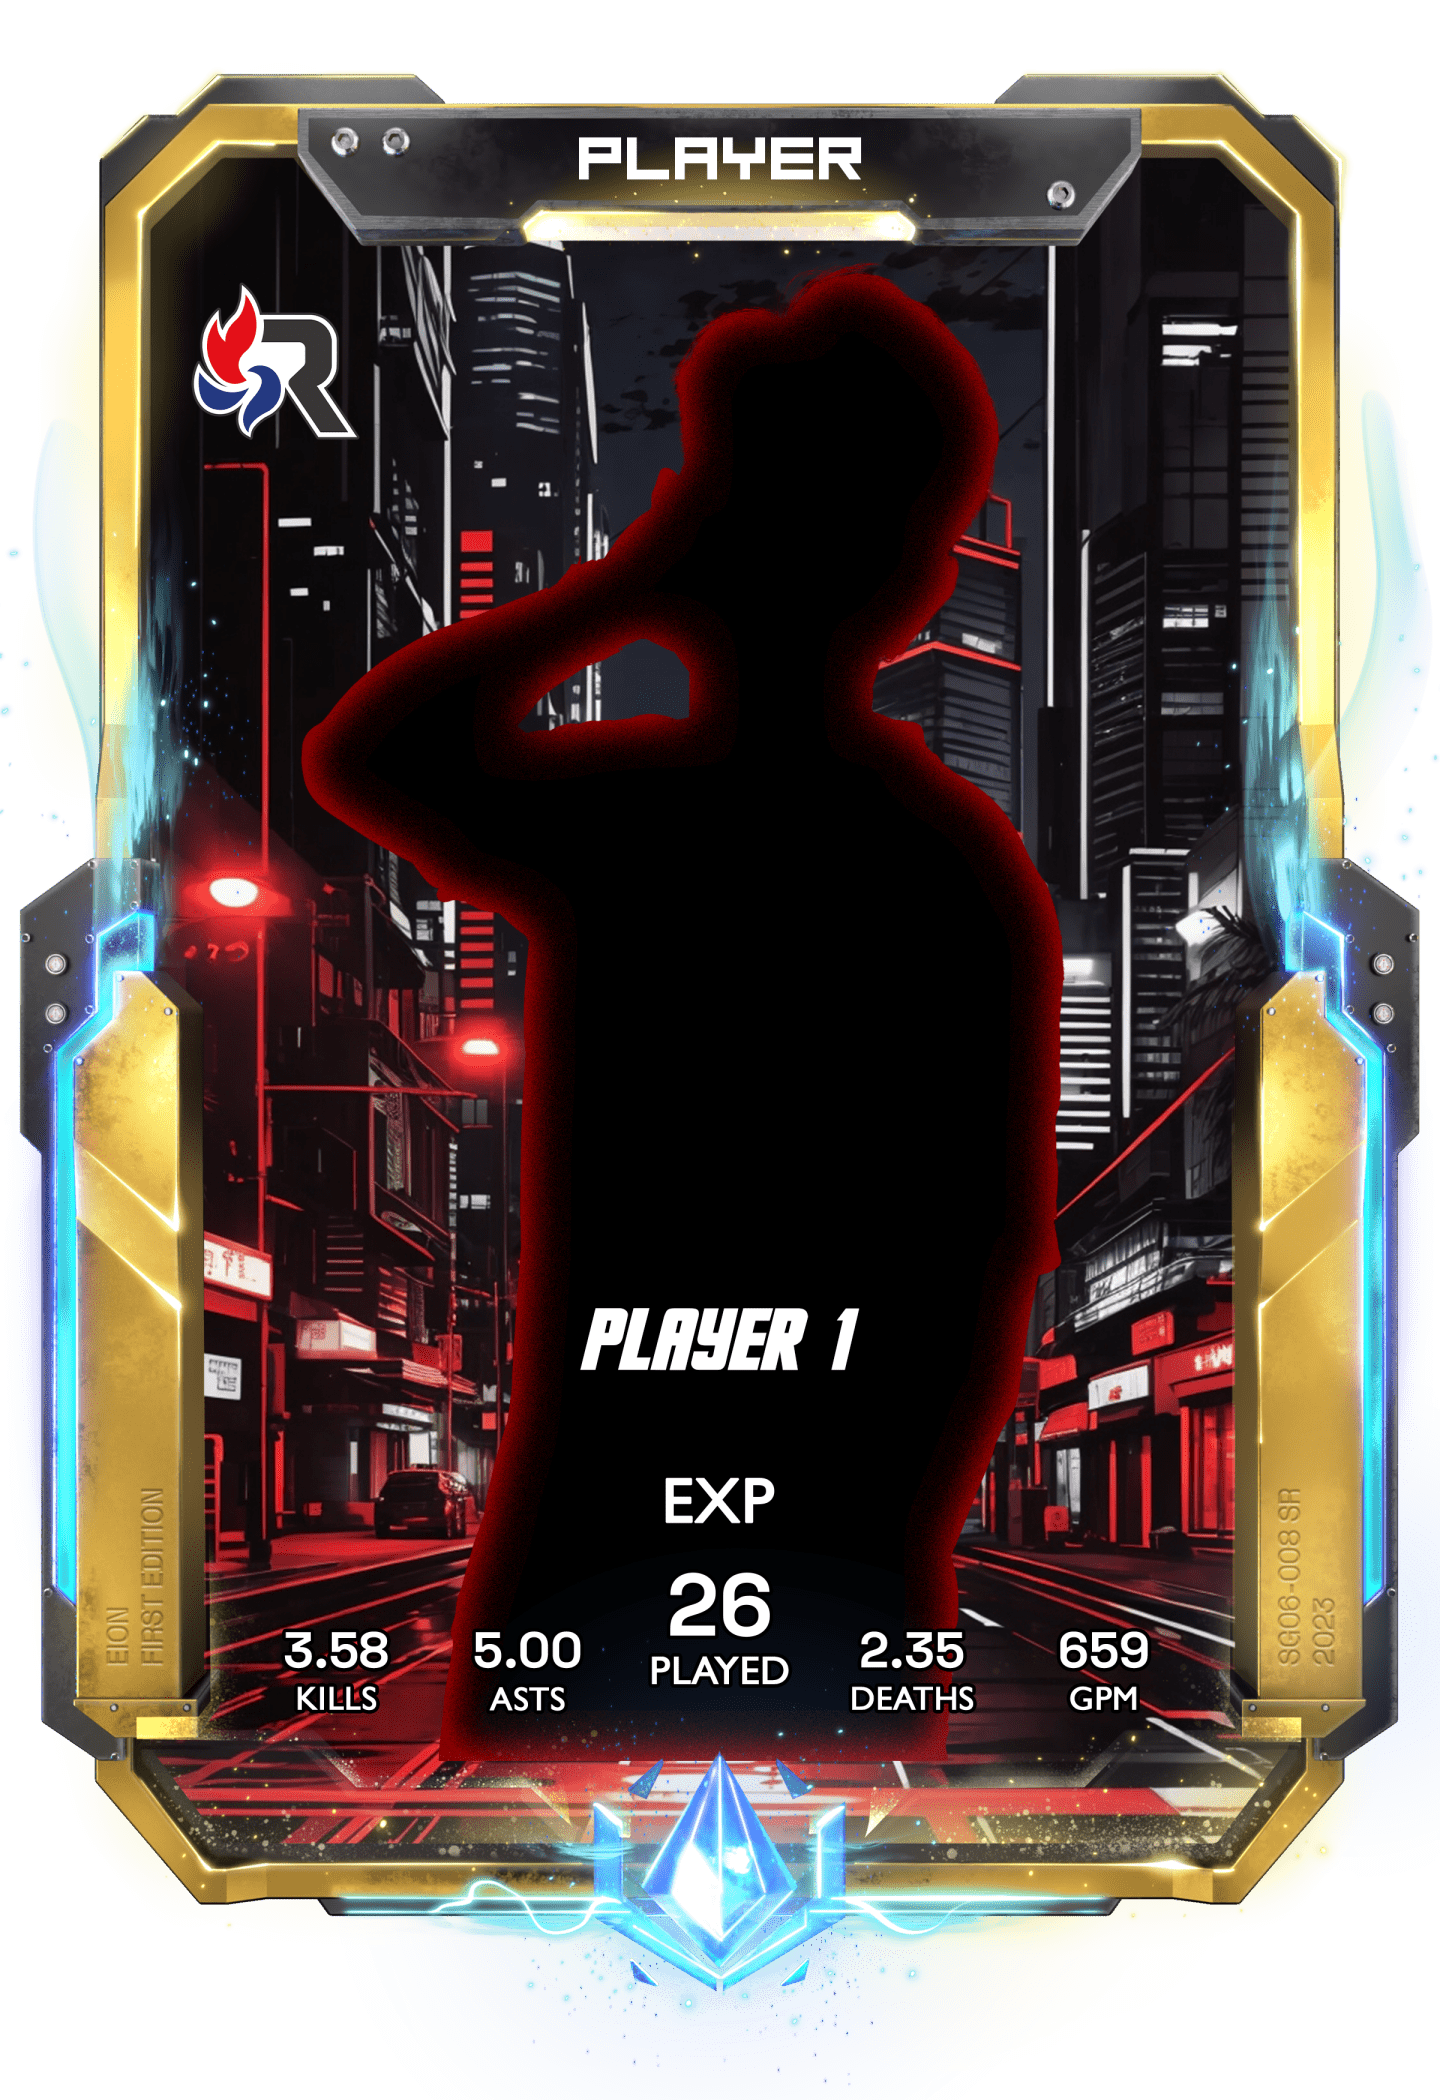 PLAYER
R
PLAYER 1
EXP
26
PLAYED
3.58
KILLS
5.00
ASTS
2.35
DEATHS
659
GPM
EION
FIRST EDITION
SG06-008 SR
2023